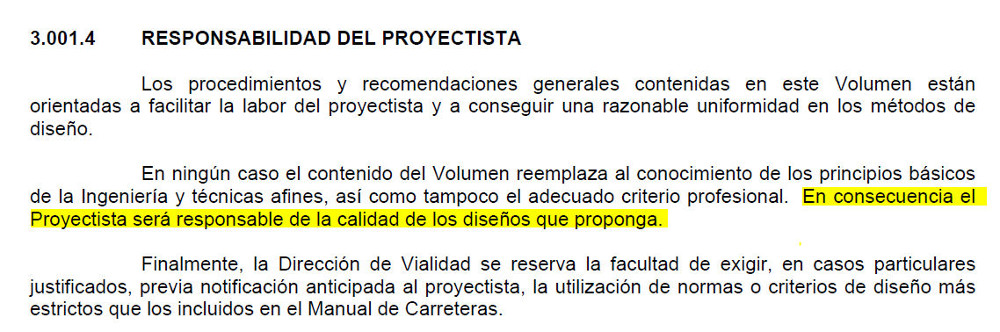 3.001.4 RESPONSABILIDAD DEL PROYECTISTA
Los procedimientos y recomendaciones generales contenidas en este Volumen están
orientadas a facilitar la labor del proyectista y a conseguir una razonable uniformidad en los métodos de
diseño.
En ningún caso el contenido del Volumen reemplaza al conocimiento de los principios básicos
de la Ingeniería y técnicas afines, así como tampoco el adecuado criterio profesional. En consecuencia el
Proyectista será responsable de la calidad de los diseños que proponga.
Finalmente, la Dirección de Vialidad se reserva la facultad de exigir, en casos particulares
justificados, previa notificación anticipada al proyectista, la utilización de normas o criterios de diseño más
estrictos que los incluidos en el Manual de Carreteras.